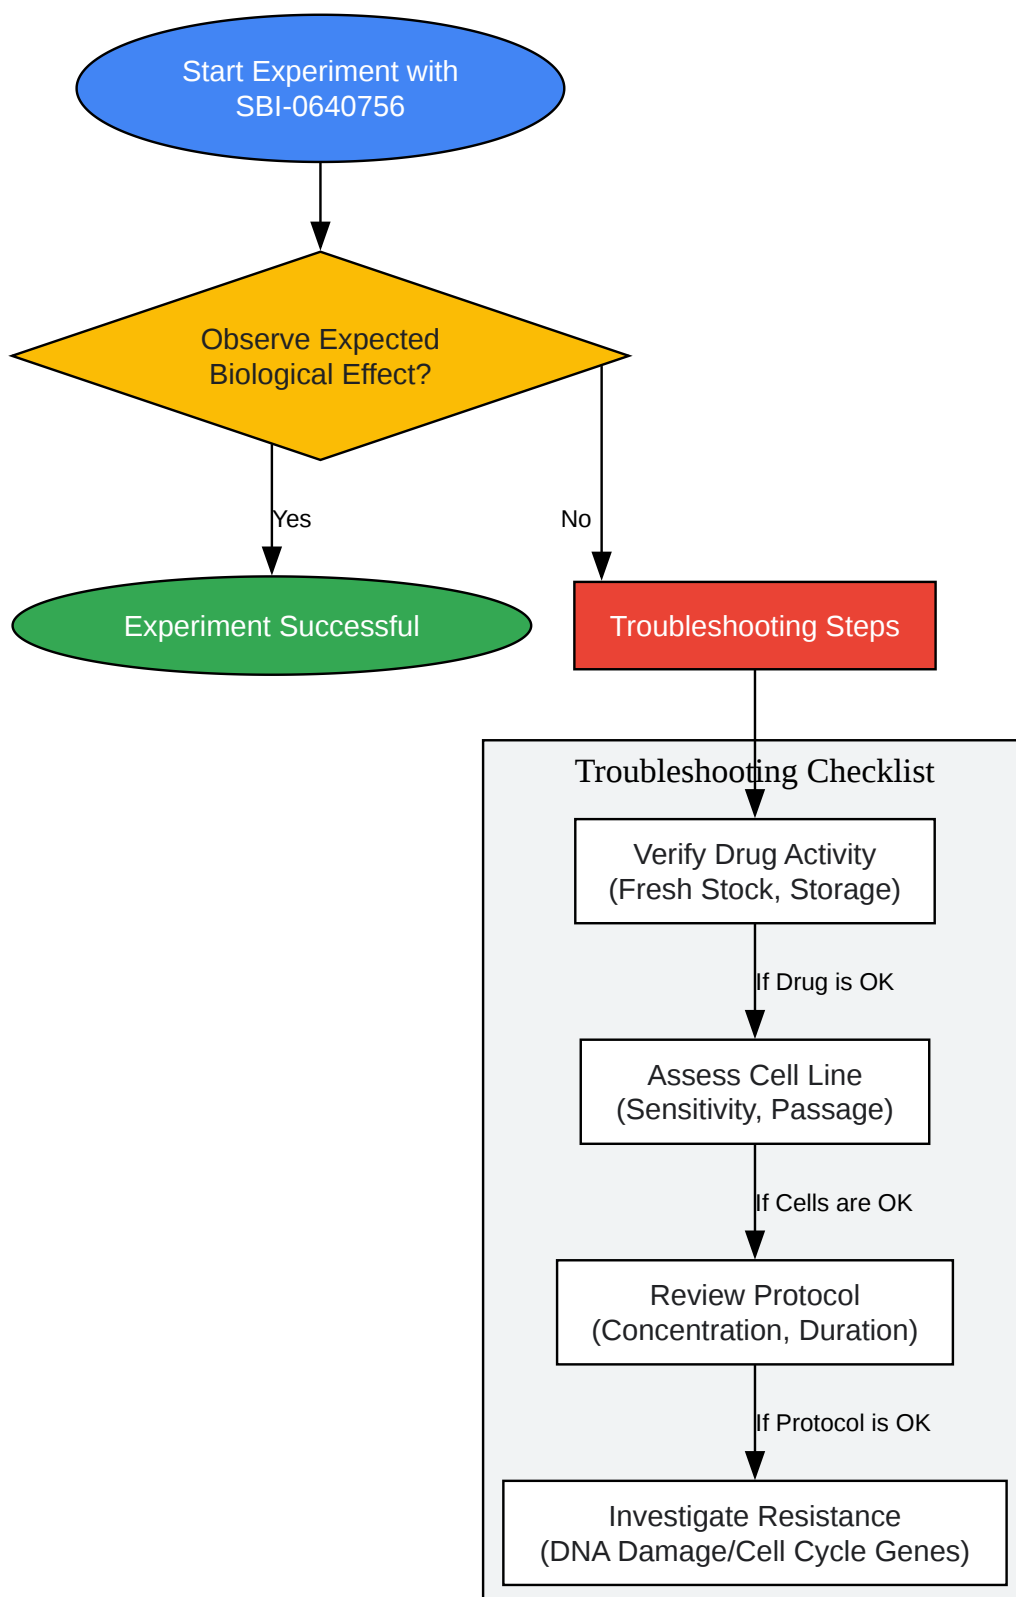 Start Experiment with
SBI-0640756
Observe Expected
Biological Effect?
Yes
No
Experiment Successful
Troubleshooting Steps
Troubleshooting Checklist
Verify Drug Activity
(Fresh Stock, Storage)
If Drug is OK
Assess Cell Line
(Sensitivity, Passage)
If Cells are OK
Review Protocol
(Concentration, Duration)
If Protocol is OK
Investigate Resistance
(DNA Damage/Cell Cycle Genes)